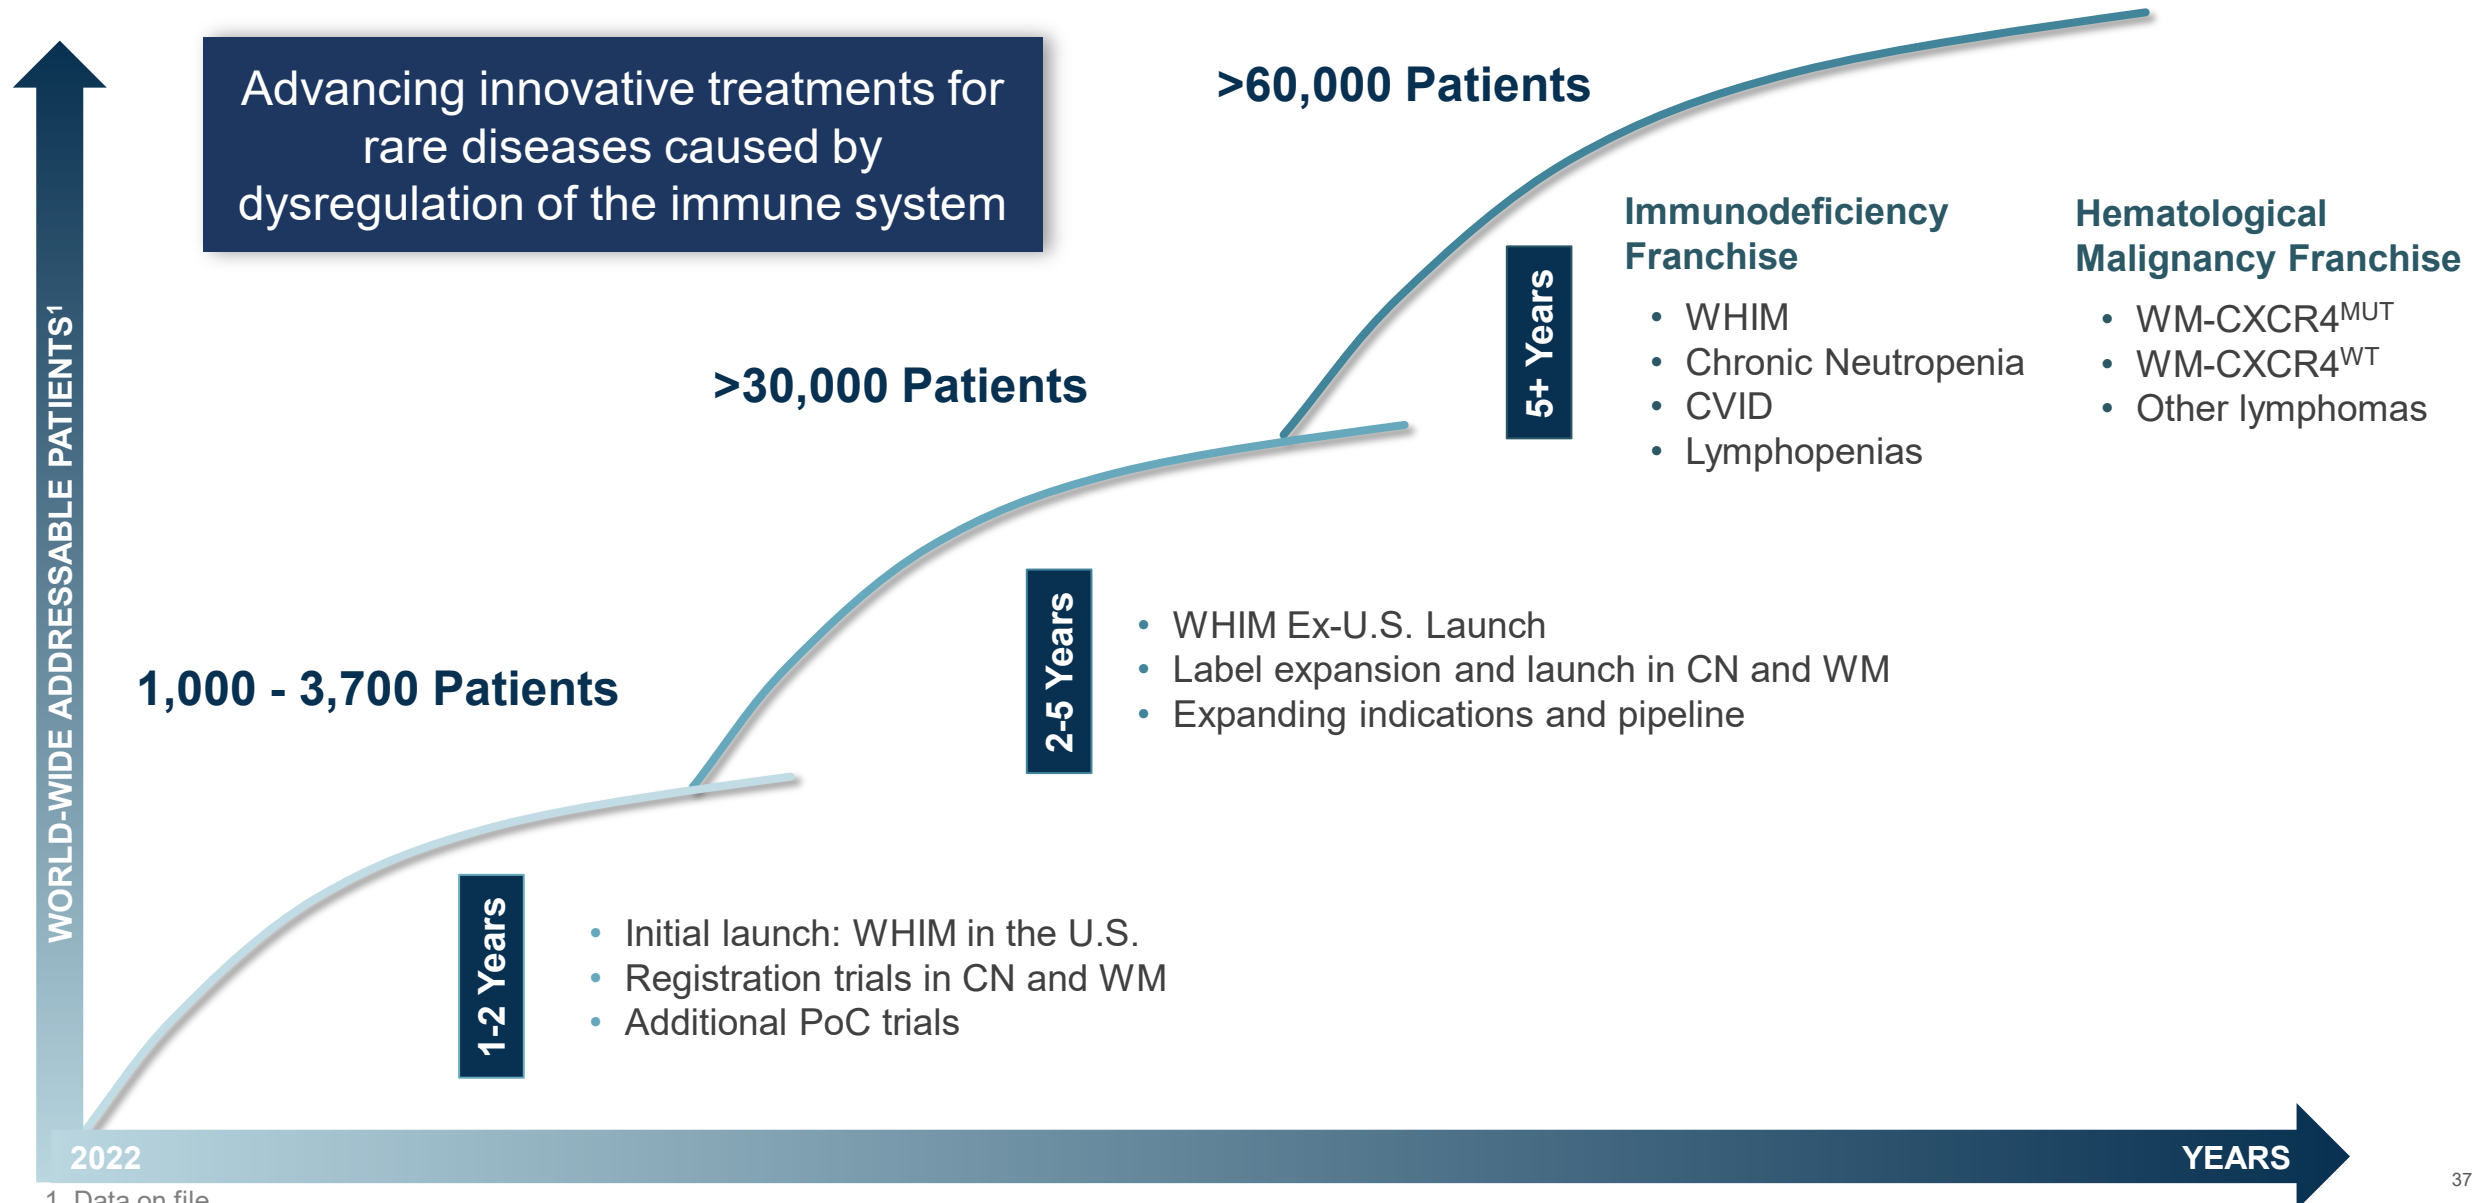 Advancing innovative treatments for
rare diseases caused by
dysregulation of the immune system
WORLD-WIDE ADDRESSABLE PATIENTS¹
>60,000 Patients
5+ Years
Immunodeficiency
Franchise
• WHIM
• Chronic Neutropenia
• CVID
• Lymphopenias
Hematological
Malignancy Franchise
• WM-CXCR4ᴹᵁᵀ
• WM-CXCR4ᵂᵀ
• Other lymphomas
>30,000 Patients
2-5 Years
• WHIM Ex-U.S. Launch
• Label expansion and launch in CN and WM
• Expanding indications and pipeline
1,000 - 3,700 Patients
1-2 Years
• Initial launch: WHIM in the U.S.
• Registration trials in CN and WM
• Additional PoC trials
2022
YEARS
1. Data on file
37